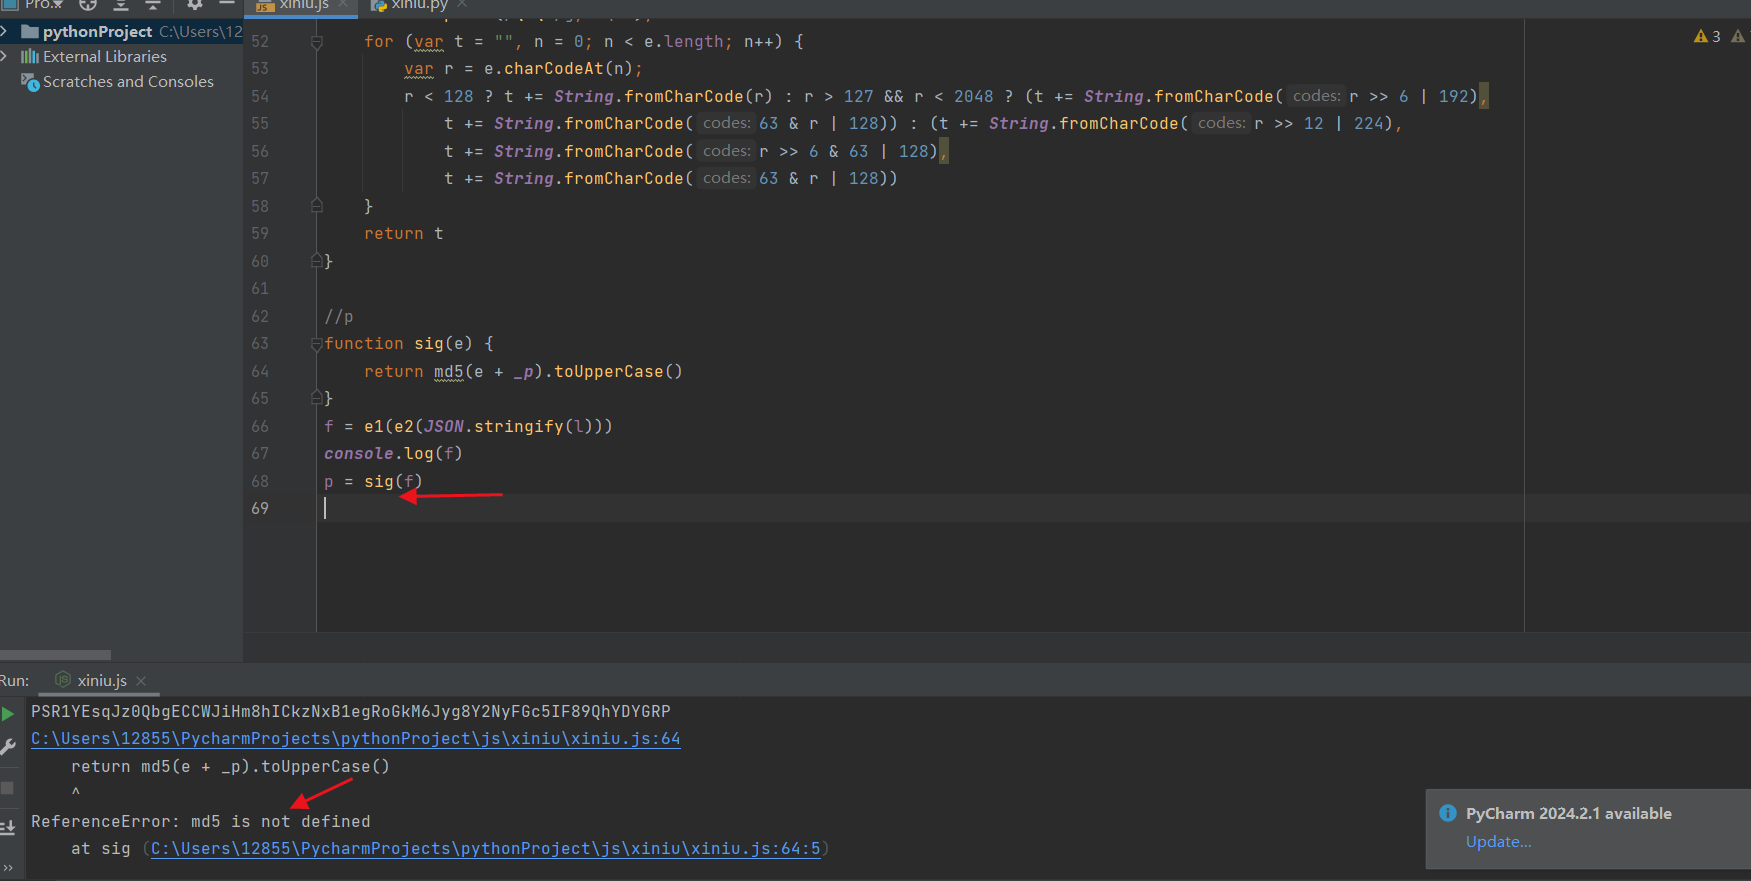 Pro..
xiniu.js
xiniu.py
pythonProject C:\Users\12
External Libraries
Scratches and Consoles
3
52 for (var t = "", n = 0; n < e.length; n++) {
53 var r = e.charCodeAt(n);
54 r < 128 ? t += String.fromCharCode(r) : r > 127 && r < 2048 ? (t += String.fromCharCode( codes: r >> 6 | 192),
55 t += String.fromCharCode( codes: 63 & r | 128)) : (t += String.fromCharCode( codes: r >> 12 | 224),
56 t += String.fromCharCode( codes: r >> 6 & 63 | 128),
57 t += String.fromCharCode( codes: 63 & r | 128))
58 }
59 return t
60 }
61
62 //p
63 function sig(e) {
64 return md5(e + _p).toUpperCase()
65 }
66 f = e1(e2(JSON.stringify(l)))
67 console.log(f)
68 p = sig(f)
69
Run: xiniu.js
PSR1YEsqJz0QbgECCWJiHm8hICkzNxB1egRoGkM6Jyg8Y2NyFGc5IF89QhYDYGRP
C:\Users\12855\PycharmProjects\pythonProject\js\xiniu\xiniu.js:64
return md5(e + _p).toUpperCase()
^
ReferenceError: md5 is not defined
at sig (C:\Users\12855\PycharmProjects\pythonProject\js\xiniu\xiniu.js:64:5)
PyCharm 2024.2.1 available
Update...